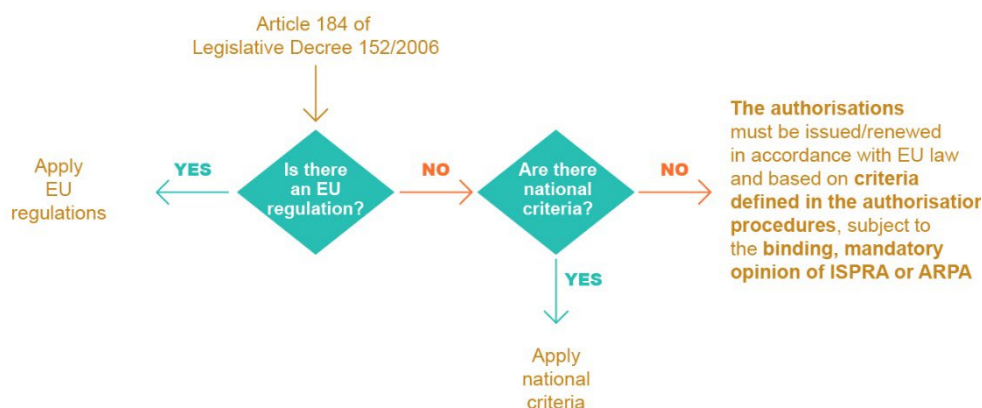 Article 184 of
Legislative Decree 152/2006
Apply
EU
regulations
YES
Is there
an EU
regulation?
NO
Are there
national
criteria?
NO
The authorisations
must be issued/renewed
in accordance with EU law
and based on criteria
defined in the authorisation
procedures, subject to
the binding, mandatory
opinion of ISPRA or ARPA
YES
Apply
national
criteria